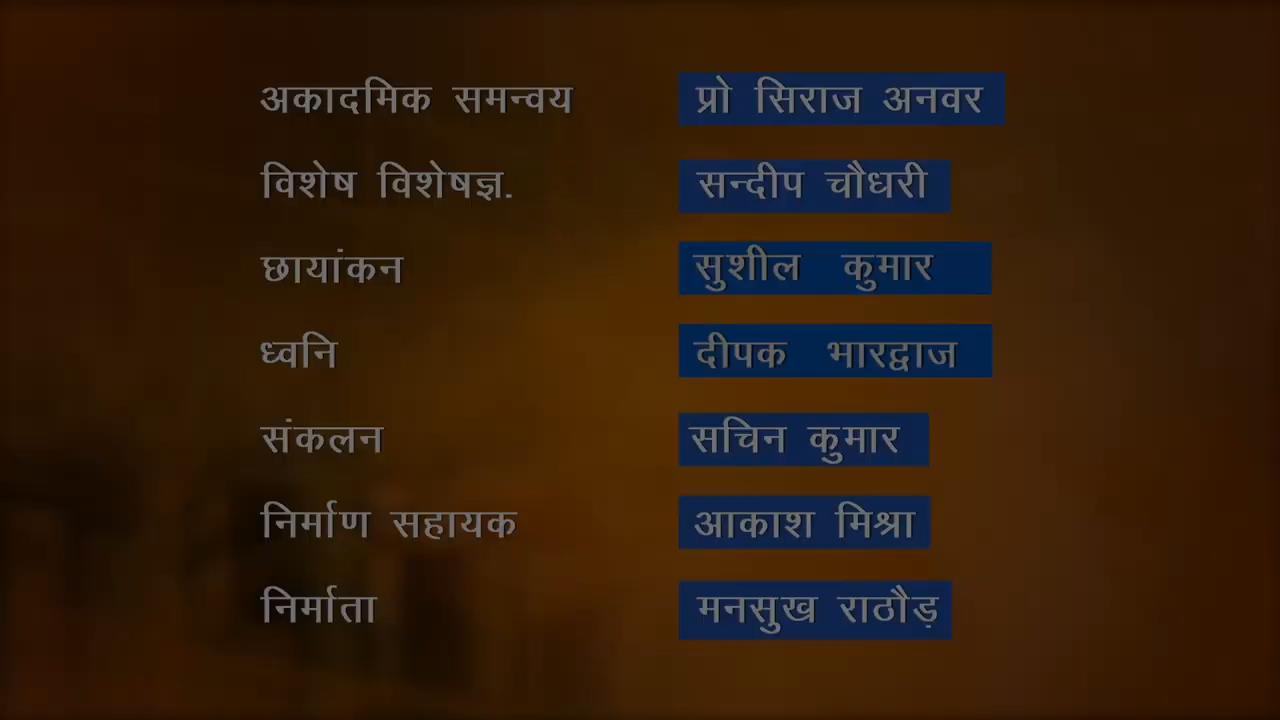 अकादमिक समन्वय प्रो सिराज अनवर
विशेष विशेषज्ञ. सन्दीप चौधरी
छायांकन सुशील कुमार
ध्वनि दीपक भारद्वाज
संकलन सचिन कुमार
निर्माण सहायक आकाश मिश्रा
निर्माता मनसुख राठौड़